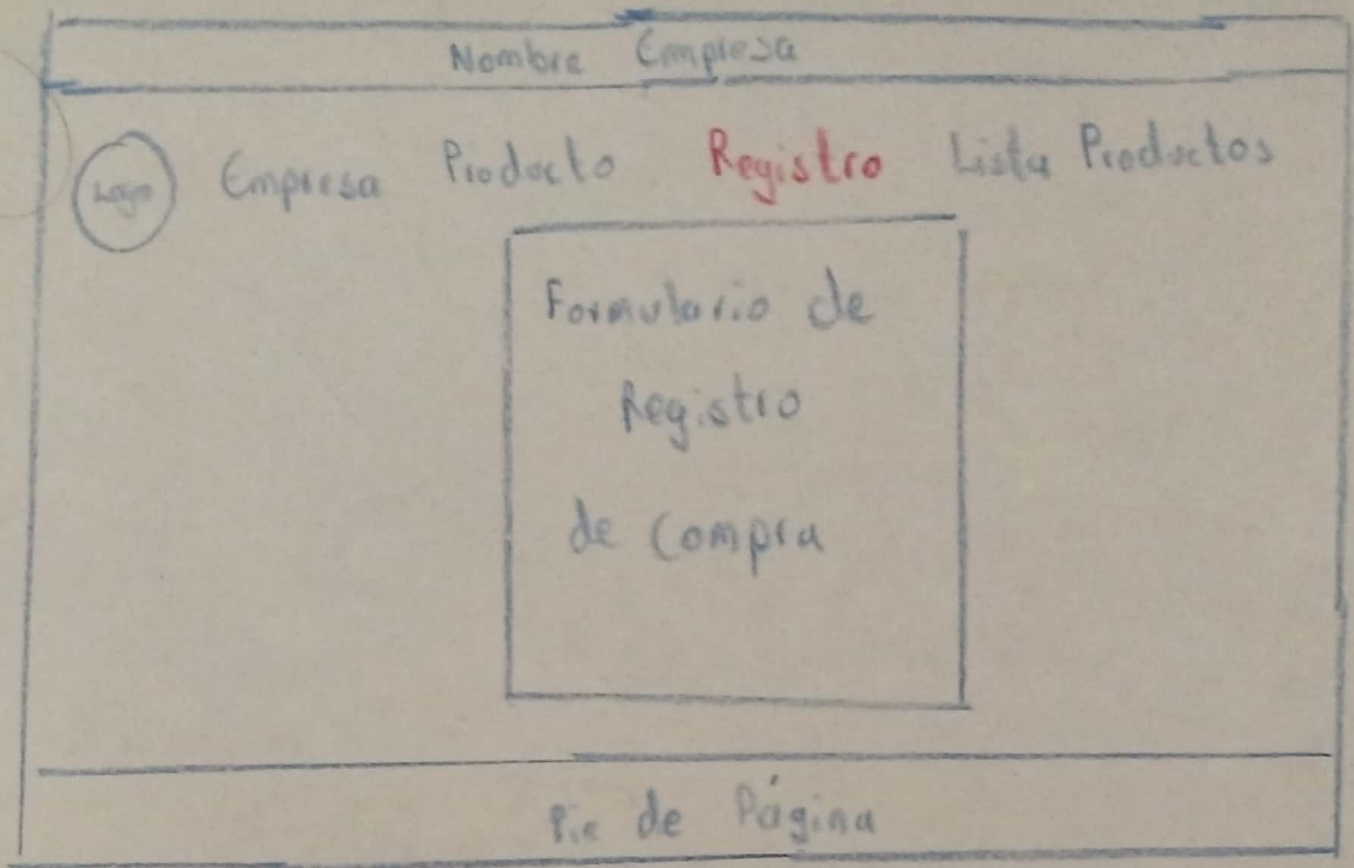 Nombre Empresa
Logo Empresa Producto Registro Lista Productos
Formulario de
Registro
de Compra
Pie de Página